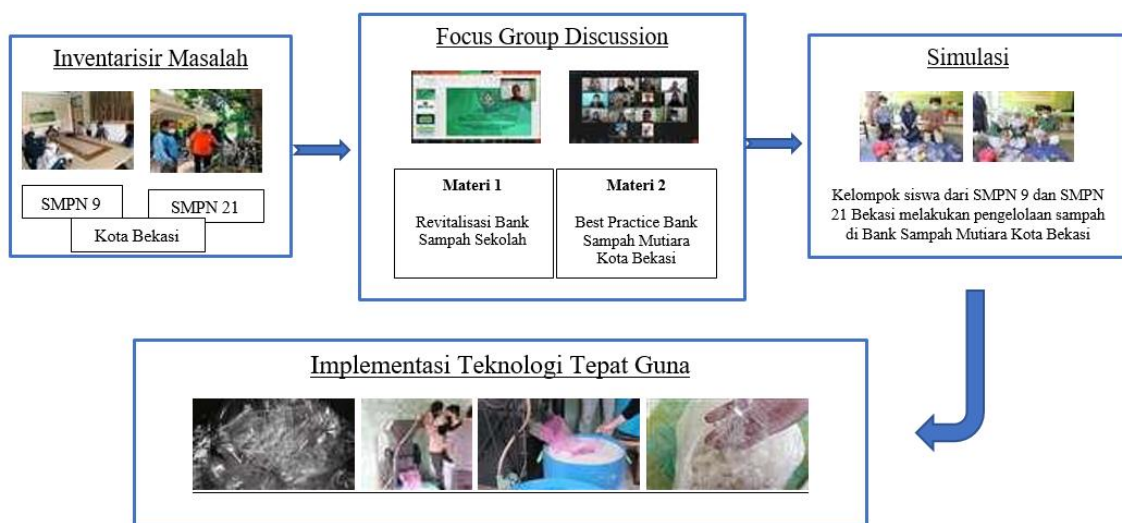 Inventarisir Masalah
SMPN 9
SMPN 21
Kota Bekasi
Focus Group Discussion
Materi 1
Revitalisasi Bank
Sampah Sekolah
Materi 2
Best Practice Bank
Sampah Mutiara
Kota Bekasi
Simulasi
Kelompok siswa dari SMPN 9 dan SMPN
21 Bekasi melakukan pengelolaan sampah
di Bank Sampah Mutiara Kota Bekasi
Implementasi Teknologi Tepat Guna